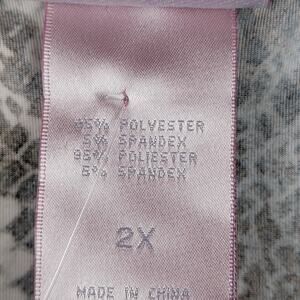 95% POLYESTER
5% SPANDEX
95% POLIESTER
5% SPANDEX
2X
MADE IN CHINA